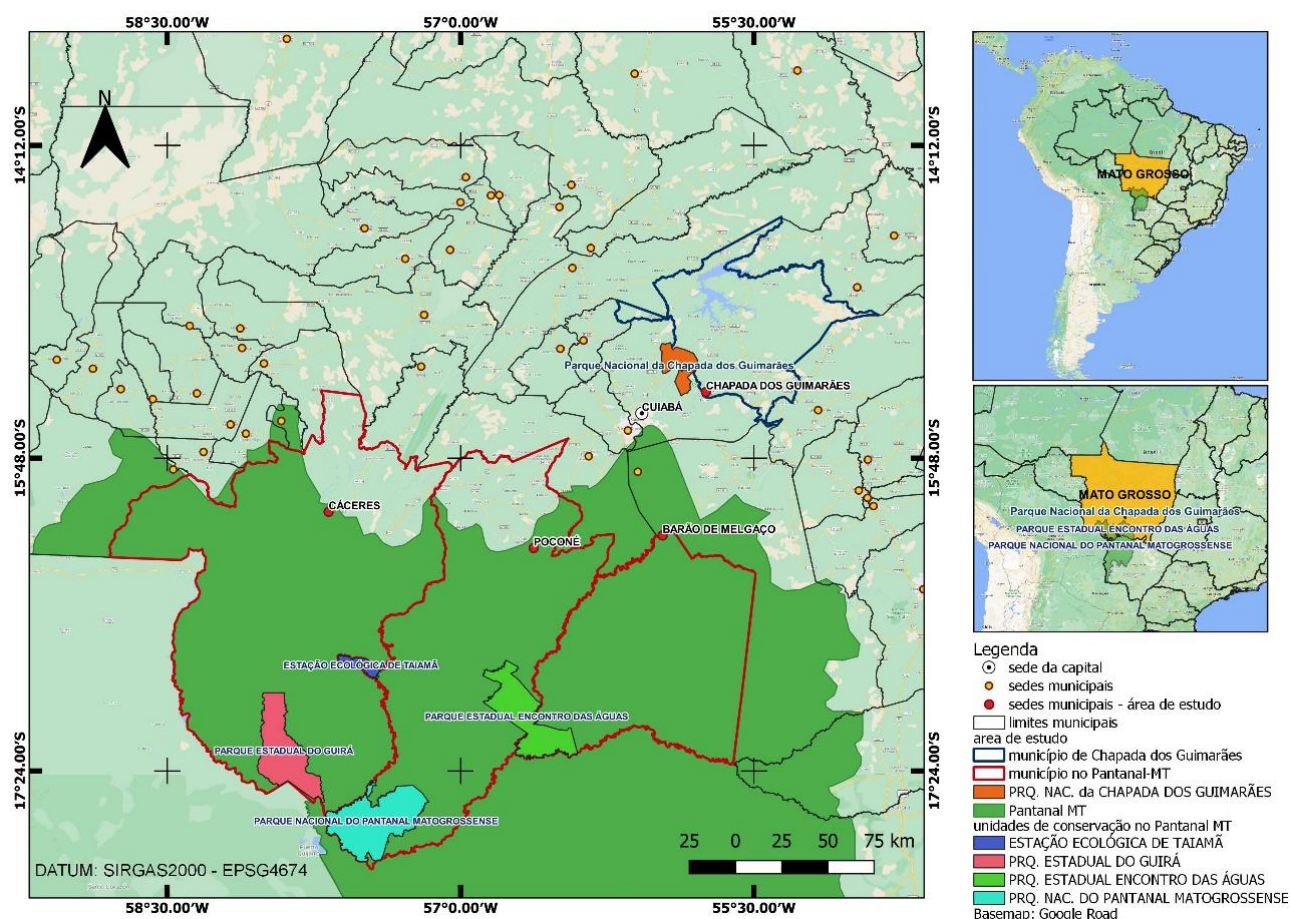 58°30.00'W
57°0.00'W
55°30.00'W
N
14°12.00'S
14°12.00'S
Parque Nacional da Chapada dos Guimarães
CHAPADA DOS GUIMARÃES
CUIABÁ
15°48.00'S
15°48.00'S
CÁCERES
POCONÉ
BARÃO DE MELGAÇO
ESTAÇÃO ECOLÓGICA DE TAIAMÃ
PARQUE ESTADUAL ENCONTRO DAS ÁGUAS
PARQUE ESTADUAL DO GUIRÁ
17°24.00'S
17°24.00'S
PARQUE NACIONAL DO PANTANAL MATOGROSSENSE
25 0 25 50 75 km
DATUM: SIRGAS2000 - EPSG4674
58°30.00'W
57°0.00'W
55°30.00'W
Brasil
MATO GROSSO
MATO GROSSO
Parque Nacional da Chapada dos Guimarães
PARQUE ESTADUAL ENCONTRO DAS ÁGUAS
PARQUE NACIONAL DO PANTANAL MATOGROSSENSE
Legenda
sede da capital
sedes municipais
sedes municipais - área de estudo
limites municipais
area de estudo
município de Chapada dos Guimarães
município no Pantanal-MT
PRQ. NAC. da CHAPADA DOS GUIMARÃES
Pantanal MT
unidades de conservação no Pantanal MT
ESTAÇÃO ECOLÓGICA DE TAIAMÃ
PRQ. ESTADUAL DO GUIRÁ
PRQ. ESTADUAL ENCONTRO DAS ÁGUAS
PRQ. NAC. DO PANTANAL MATOGROSSENSE
Basemap: Google Road